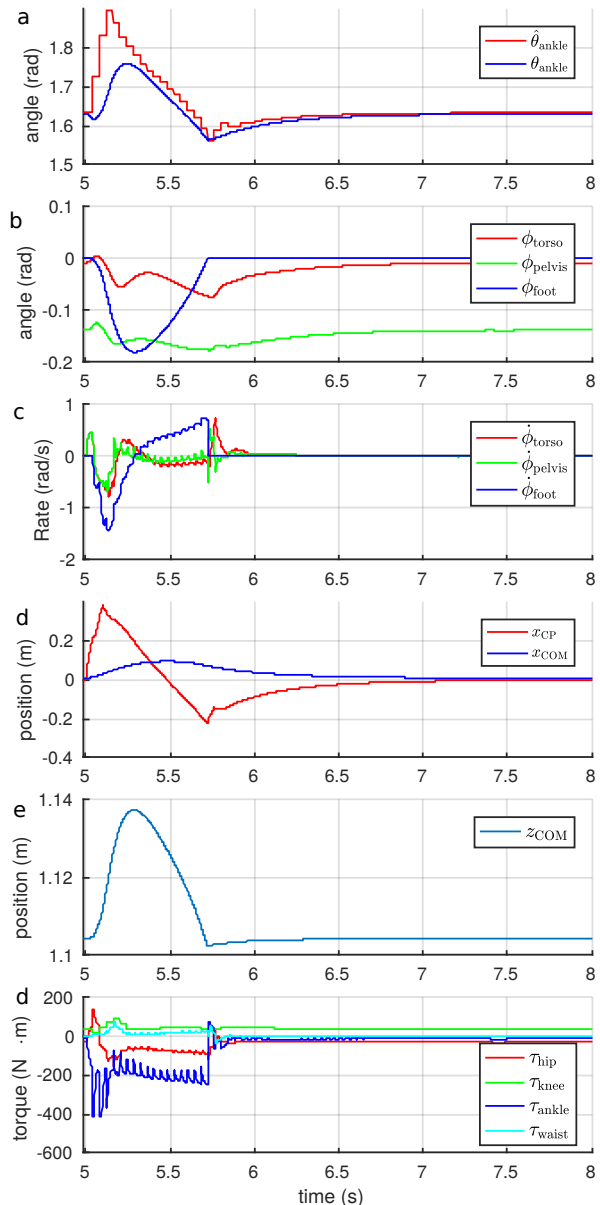 a
angle (rad)
1.9
1.8
1.7
1.6
1.5
θ̂ankle
θankle
5 5.5 6 6.5 7 7.5 8
b
angle (rad)
0.1
0
-0.1
-0.2
ϕtorso
ϕpelvis
ϕfoot
5 5.5 6 6.5 7 7.5 8
c
Rate (rad/s)
1
0
-1
-2
ϕ̇torso
ϕ̇pelvis
ϕ̇foot
5 5.5 6 6.5 7 7.5 8
d
position (m)
0.2
0
-0.2
-0.4
xCP
xCOM
5 5.5 6 6.5 7 7.5 8
e
position (m)
1.14
1.12
1.1
zCOM
5 5.5 6 6.5 7 7.5 8
d
torque (N ·m)
200
0
-200
-400
-600
τhip
τknee
τankle
τwaist
5 5.5 6 6.5 7 7.5 8
time (s)